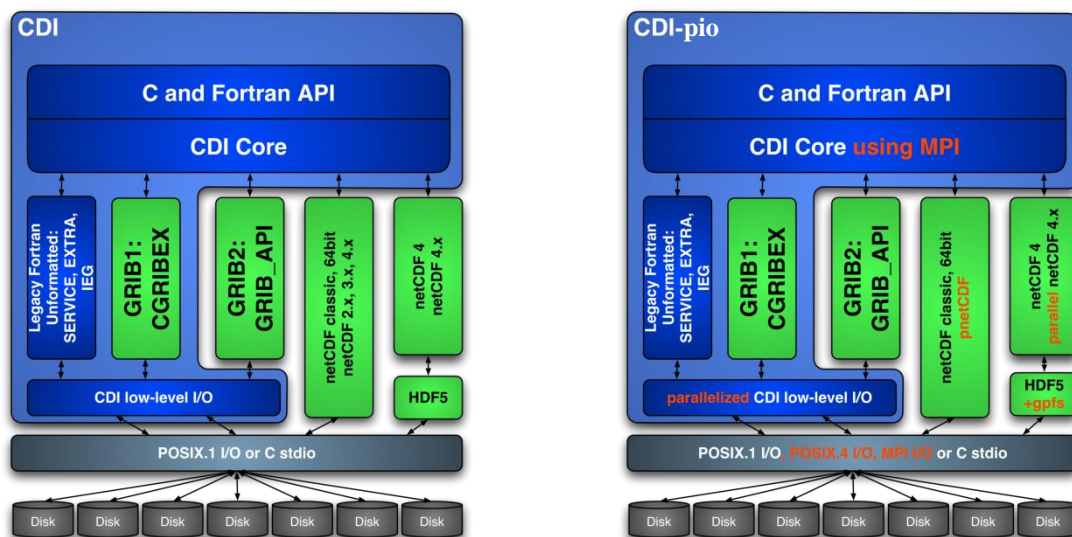 CDI
C and Fortran API
CDI Core
Legacy Fortran
Unformatted:
SERVICE, EXTRA,
IEG
GRIB1:
CGRIBEX
GRIB2:
GRIB_API
netCDF classic, 64bit
netCDF 2.x, 3.x, 4.x
netCDF 4
netCDF 4.x
HDF5
CDI low-level I/O
POSIX.1 I/O or C stdio
Disk
Disk
Disk
Disk
Disk
Disk
Disk
CDI-pio
C and Fortran API
CDI Core using MPI
Legacy Fortran
Unformatted:
SERVICE, EXTRA,
IEG
GRIB1:
CGRIBEX
GRIB2:
GRIB_API
netCDF classic, 64bit
pnetCDF
netCDF 4
parallel netCDF 4.x
HDF5
+gpfs
parallelized CDI low-level I/O
POSIX.1 I/O, POSIX.4 I/O, MPI I/O or C stdio
Disk
Disk
Disk
Disk
Disk
Disk
Disk